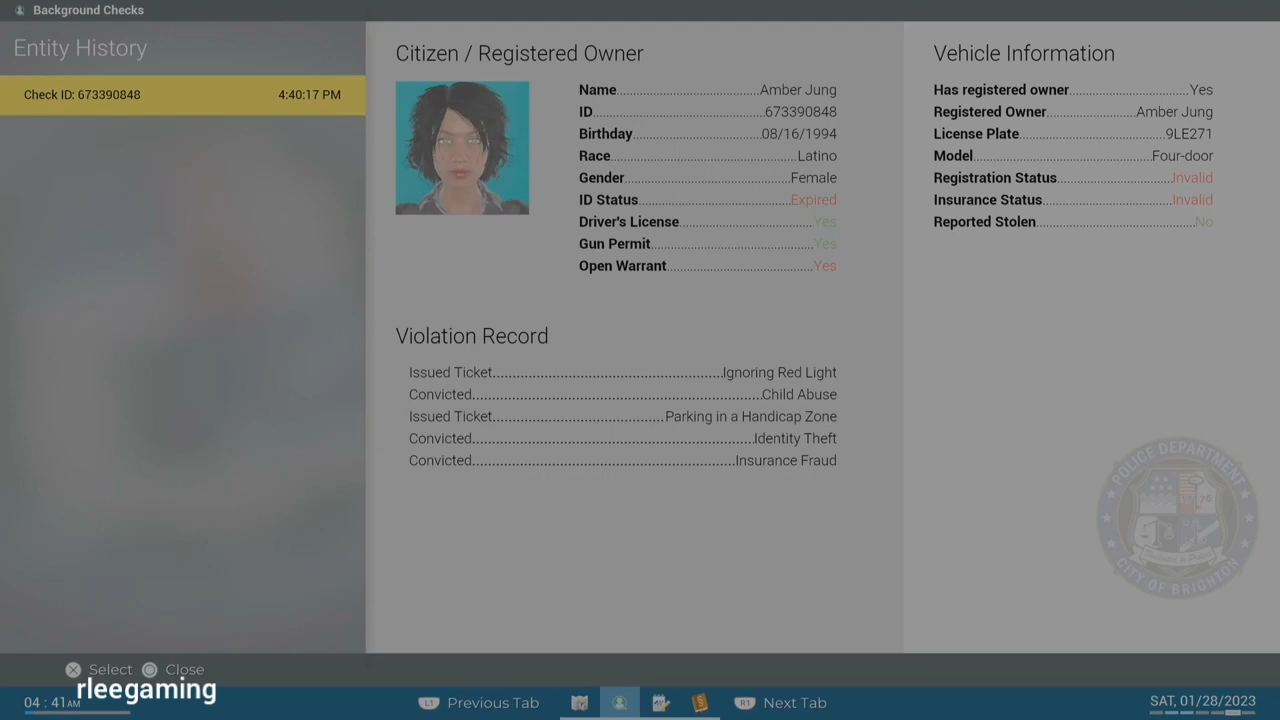 Background Checks
Entity History
Check ID: 673390848 4:40:17 PM
Citizen / Registered Owner
Name Amber Jung
ID 673390848
Birthday 08/16/1994
Race Latino
Gender Female
ID Status Expired
Driver's License Yes
Gun Permit Yes
Open Warrant Yes
Violation Record
Issued Ticket Ignoring Red Light
Convicted Child Abuse
Issued Ticket Parking in a Handicap Zone
Convicted Identity Theft
Convicted Insurance Fraud
Vehicle Information
Has registered owner Yes
Registered Owner Amber Jung
License Plate 9LE271
Model Four-door
Registration Status Invalid
Insurance Status Invalid
Reported Stolen No
POLICE DEPARTMENT
CITY OF BRIGHTON
Select Close
rleegaming
04 : 41AM
L1 Previous Tab
R1 Next Tab
SAT, 01/28/2023